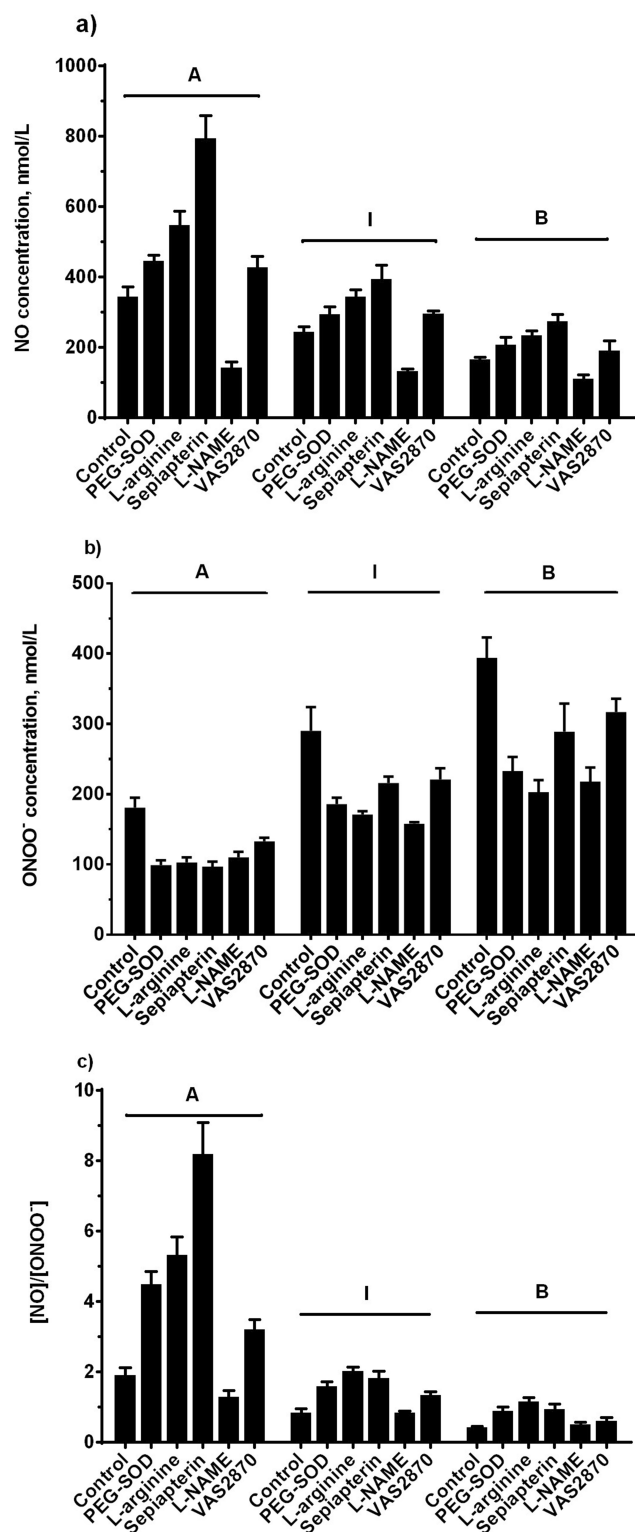 a)
A
I
B
NO concentration, nmol/L
1000
800
600
400
200
0
Control
PEG-SOD
L-arginine
Sepiapterin
L-NAME
VAS2870
Control
PEG-SOD
L-arginine
Sepiapterin
L-NAME
VAS2870
Control
PEG-SOD
L-arginine
Sepiapterin
L-NAME
VAS2870
b)
A
I
B
ONOO⁻ concentration, nmol/L
500
400
300
200
100
0
Control
PEG-SOD
L-arginine
Sepiapterin
L-NAME
VAS2870
Control
PEG-SOD
L-arginine
Sepiapterin
L-NAME
VAS2870
Control
PEG-SOD
L-arginine
Sepiapterin
L-NAME
VAS2870
c)
A
I
B
[NO]/[ONOO⁻]
10
8
6
4
2
0
Control
PEG-SOD
L-arginine
Sepiapterin
L-NAME
VAS2870
Control
PEG-SOD
L-arginine
Sepiapterin
L-NAME
VAS2870
Control
PEG-SOD
L-arginine
Sepiapterin
L-NAME
VAS2870